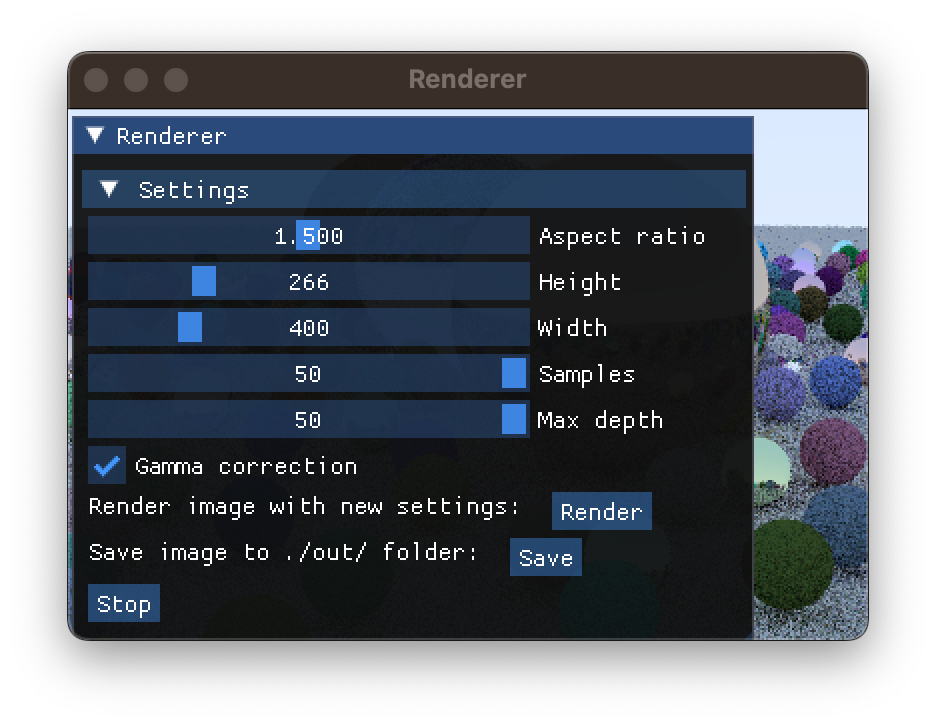 Renderer
Renderer
Settings
1.500 Aspect ratio
266 Height
400 Width
50 Samples
50 Max depth
Gamma correction
Render image with new settings: Render
Save image to ./out/ folder: Save
Stop